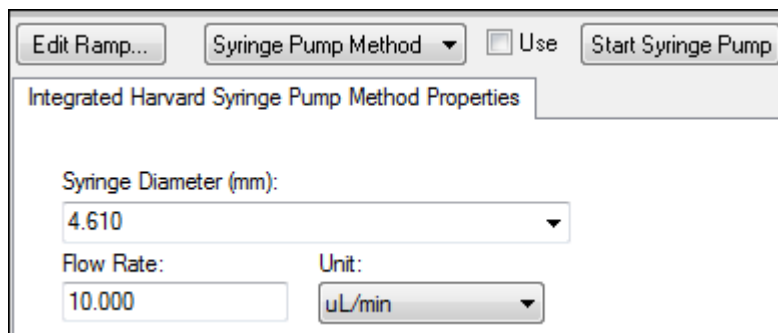 Edit Ramp... Syringe Pump Method Use Start Syringe Pump
Integrated Harvard Syringe Pump Method Properties
Syringe Diameter (mm):
4.610
Flow Rate: Unit:
10.000 uL/min